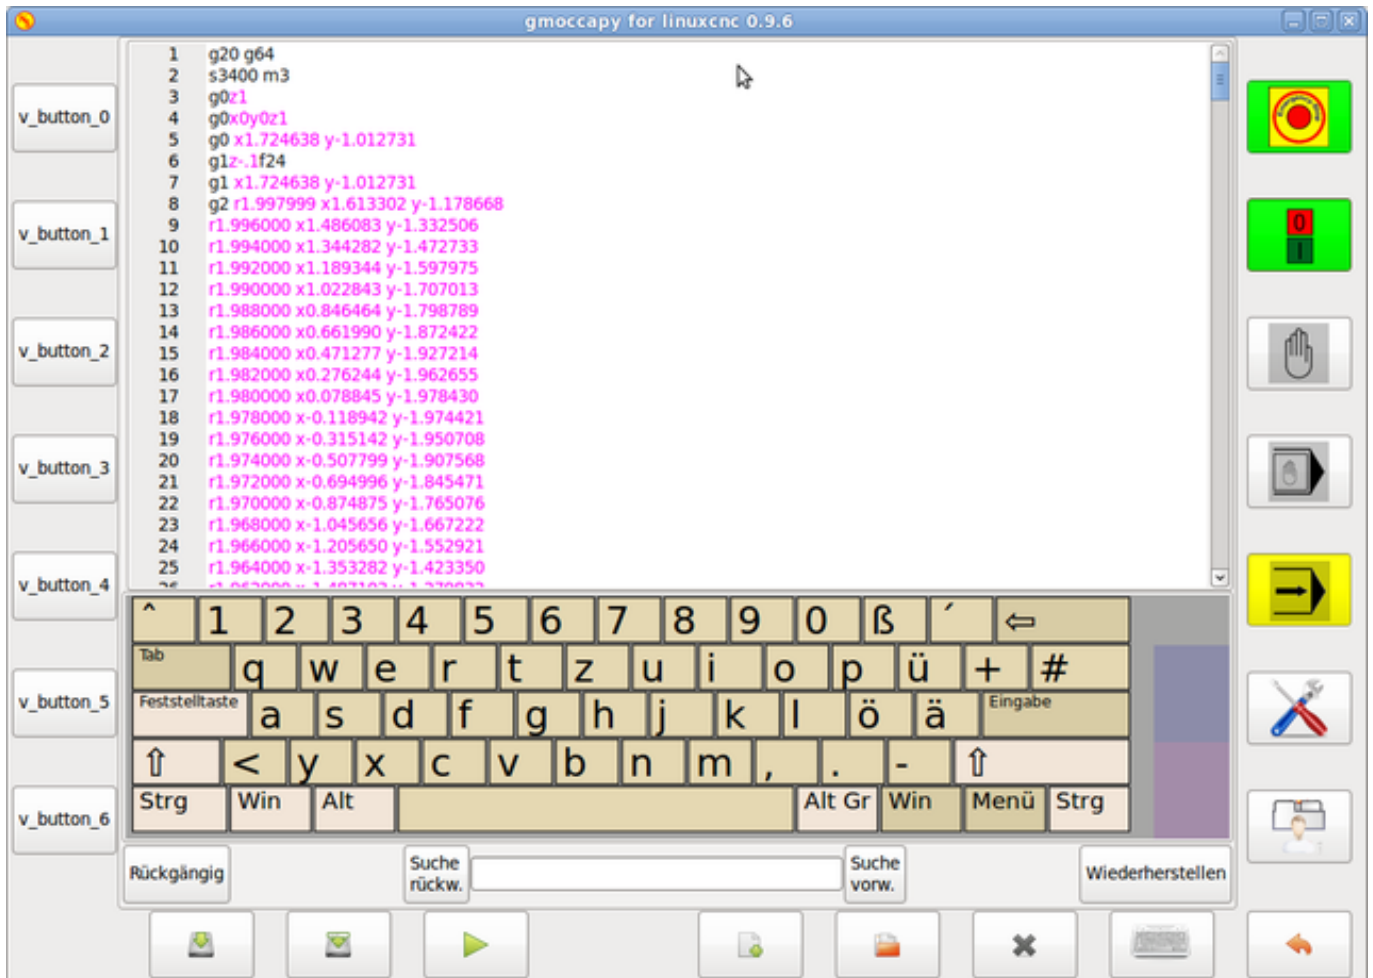 gmoccapy for linuxcnc 0.9.6
v_button_0
v_button_1
v_button_2
v_button_3
v_button_4
v_button_5
v_button_6
1 g20 g64
2 s3400 m3
3 g0z1
4 g0x0y0z1
5 g0 x1.724638 y-1.012731
6 g1z-.1f24
7 g1 x1.724638 y-1.012731
8 g2 r1.997999 x1.613302 y-1.178668
9 r1.996000 x1.486083 y-1.332506
10 r1.994000 x1.344282 y-1.472733
11 r1.992000 x1.189344 y-1.597975
12 r1.990000 x1.022843 y-1.707013
13 r1.988000 x0.846464 y-1.798789
14 r1.986000 x0.661990 y-1.872422
15 r1.984000 x0.471277 y-1.927214
16 r1.982000 x0.276244 y-1.962655
17 r1.980000 x0.078845 y-1.978430
18 r1.978000 x-0.118942 y-1.974421
19 r1.976000 x-0.315142 y-1.950708
20 r1.974000 x-0.507799 y-1.907568
21 r1.972000 x-0.694996 y-1.845471
22 r1.970000 x-0.874875 y-1.765076
23 r1.968000 x-1.045656 y-1.667222
24 r1.966000 x-1.205650 y-1.552921
25 r1.964000 x-1.353282 y-1.423350
^ 1 2 3 4 5 6 7 8 9 0 ß ´ ⇦
Tab q w e r t z u i o p ü + #
Feststelltaste a s d f g h j k l ö ä Eingabe
⇧ < y x c v b n m , . - ⇧
Strg Win Alt Alt Gr Win Menü Strg
Rückgängig
Suche
rückw.
Suche
vorw.
Wiederherstellen
0
I